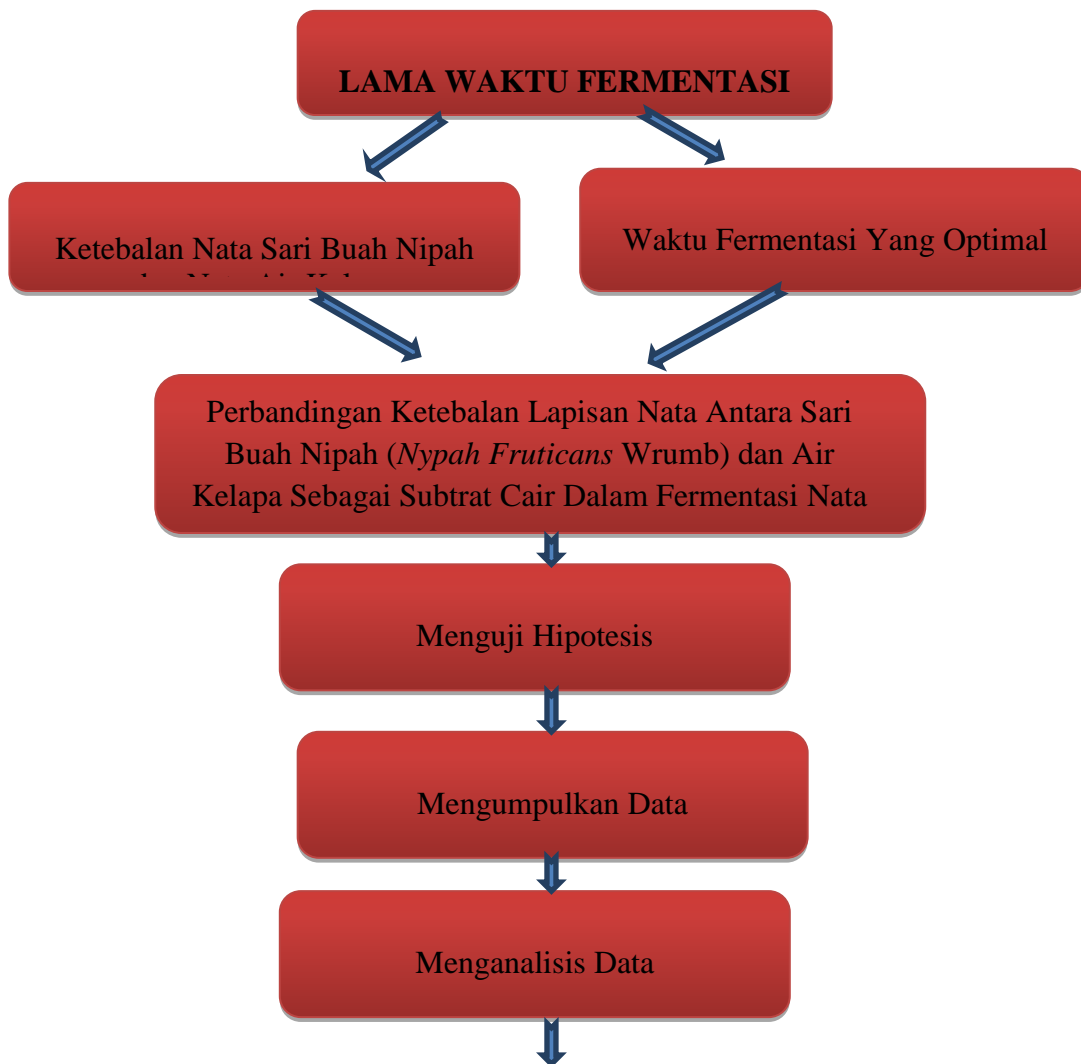 LAMA WAKTU FERMENTASI
Ketebalan Nata Sari Buah Nipah
Waktu Fermentasi Yang Optimal
Perbandingan Ketebalan Lapisan Nata Antara Sari
Buah Nipah (Nypah Fruticans Wrumb) dan Air
Kelapa Sebagai Subtrat Cair Dalam Fermentasi Nata
Menguji Hipotesis
Mengumpulkan Data
Menganalisis Data